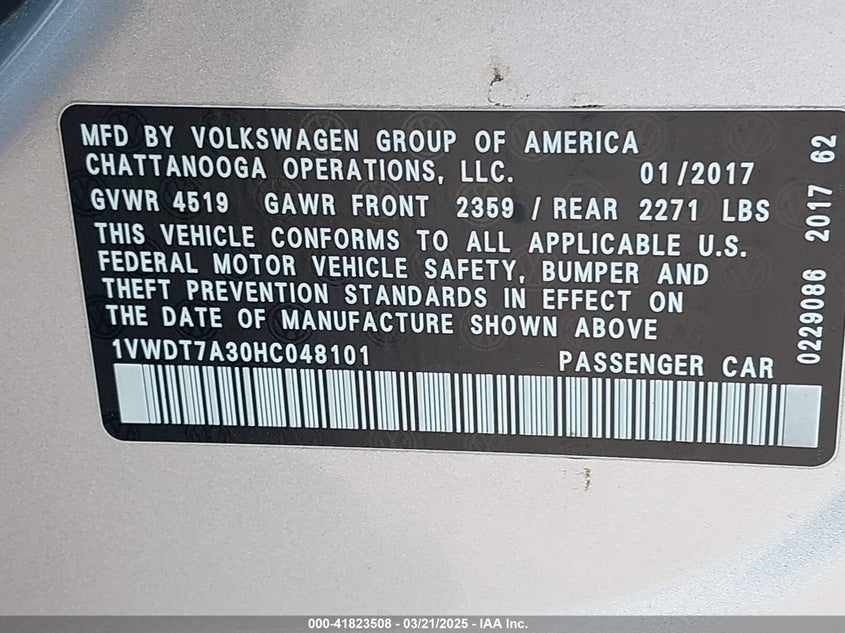 MFD BY VOLKSWAGEN GROUP OF AMERICA
CHATTANOOGA OPERATIONS, LLC. 01/2017
GVWR 4519 GAWR FRONT 2359 / REAR 2271 LBS
THIS VEHICLE CONFORMS TO ALL APPLICABLE U.S.
FEDERAL MOTOR VEHICLE SAFETY, BUMPER AND
THEFT PREVENTION STANDARDS IN EFFECT ON
THE DATE OF MANUFACTURE SHOWN ABOVE
1VWDT7A30HC048101 PASSENGER CAR
0229086 2017 62
000-41823508 - 03/21/2025 - IAA Inc.